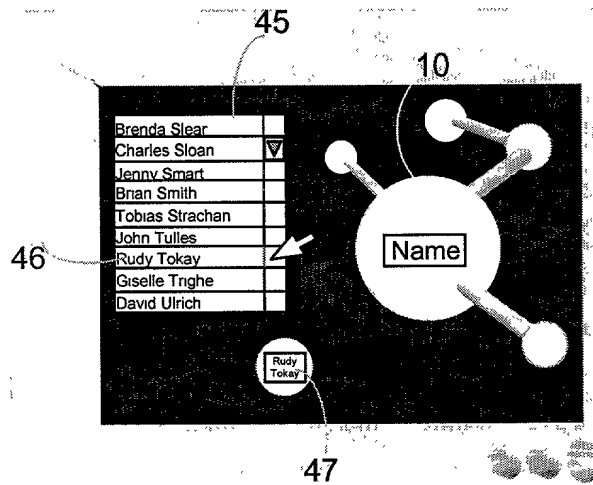 45
10
Brenda Slear
Charles Sloan
Jenny Smart
Brian Smith
Tobias Strachan
John Tulles
Rudy Tokay
Giselle Trighe
David Ulrich
46
Name
Rudy
Tokay
47